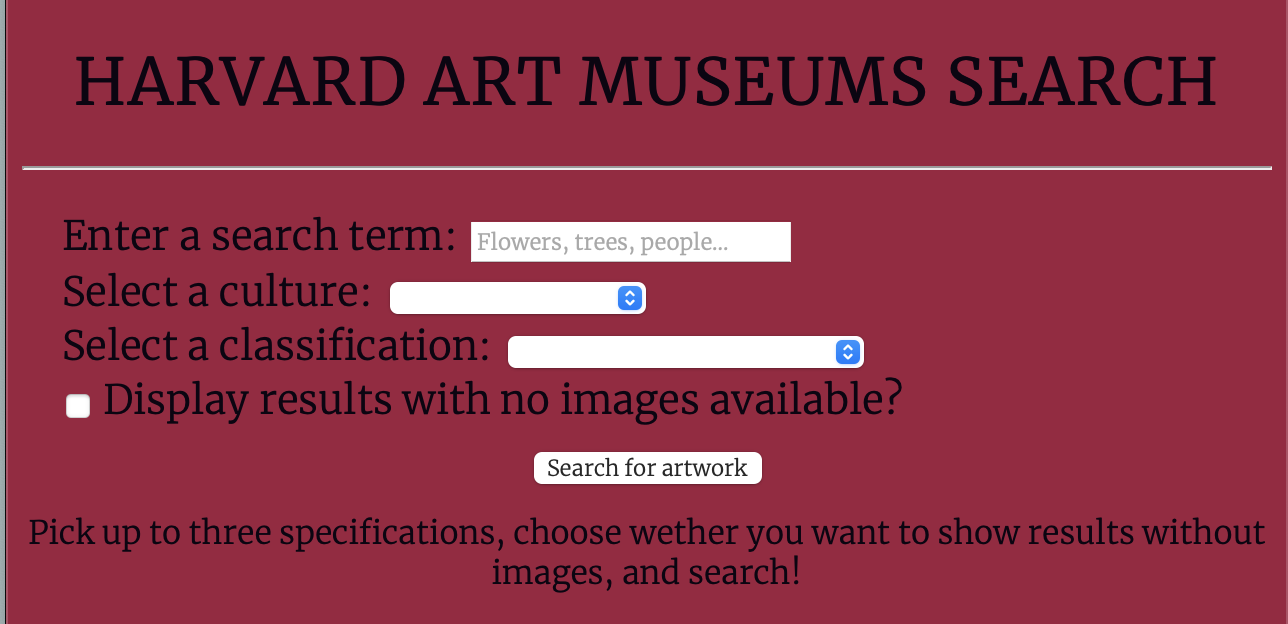 HARVARD ART MUSEUMS SEARCH
Enter a search term: Flowers, trees, people...
Select a culture:
Select a classification:
Display results with no images available?
Search for artwork
Pick up to three specifications, choose wether you want to show results without
images, and search!